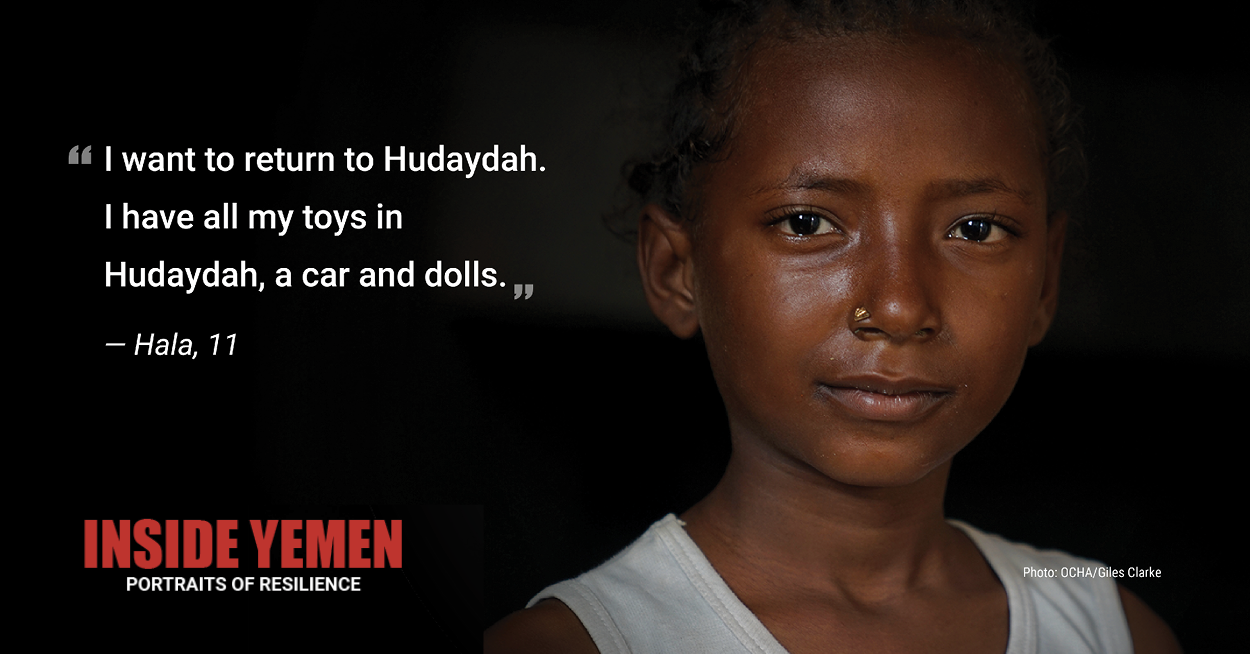 “ I want to return to Hudaydah.
I have all my toys in
Hudaydah, a car and dolls. ”
— Hala, 11
INSIDE YEMEN
PORTRAITS OF RESILIENCE
Photo: OCHA/Giles Clarke